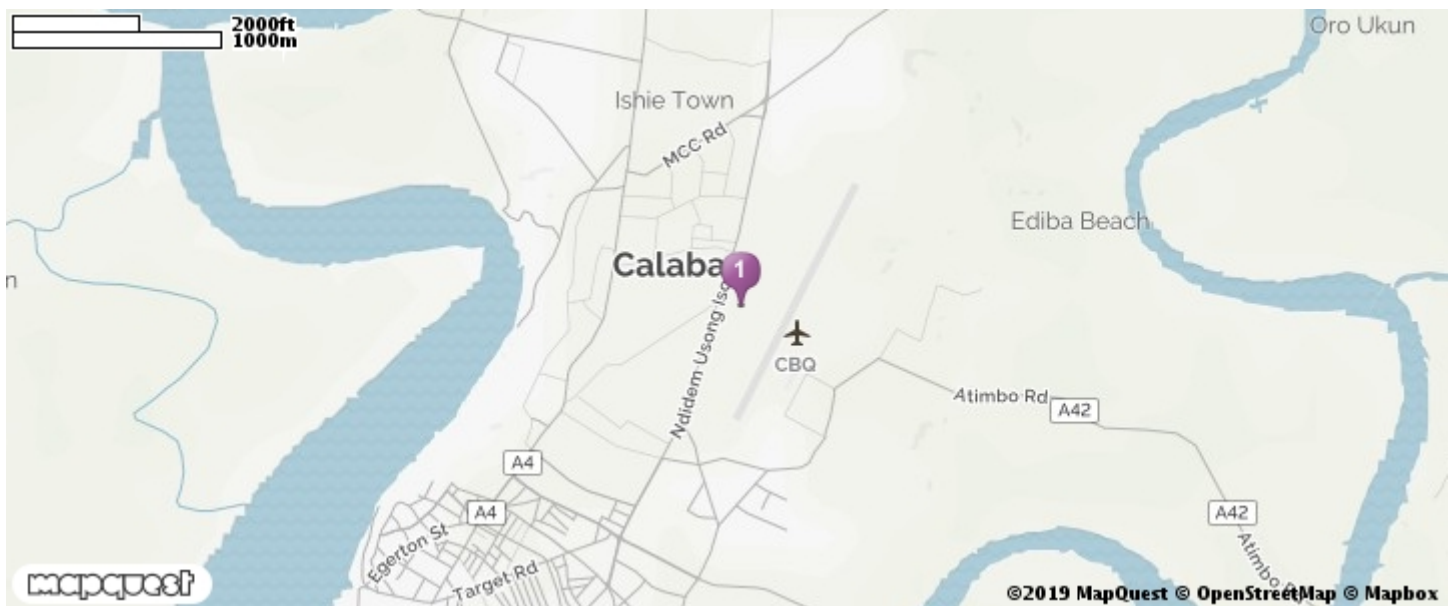 2000ft
1000m
Oro Ukun
Ishie Town
MCC Rd
Ediba Beach
Calaba
1
n
Ndidem Usong Iso
CBQ
Atimbo Rd
A42
A4
A4
A42
Egerton St
Target Rd
Atimbo R
mapquest
©2019 MapQuest © OpenStreetMap © Mapbox